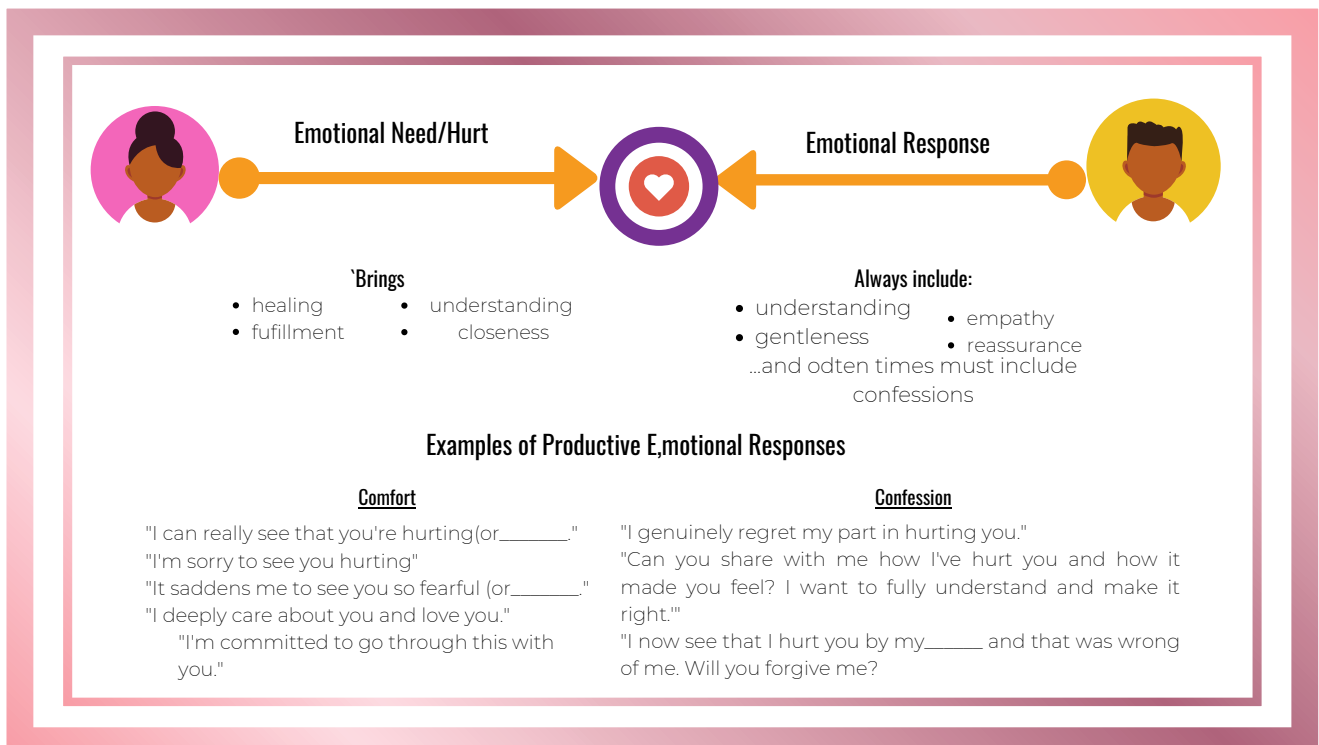 Emotional Need/Hurt
Emotional Response
`Brings
• healing
• fufillment
• understanding
• closeness
Always include:
• understanding
• gentleness
• empathy
• reassurance
...and odten times must include
confessions
Examples of Productive E,motional Responses
Comfort
"I can really see that you're hurting(or_______."
"I'm sorry to see you hurting"
"It saddens me to see you so fearful (or_______."
"I deeply care about you and love you."
"I'm committed to go through this with
you."
Confession
"I genuinely regret my part in hurting you."
"Can you share with me how I've hurt you and how it
made you feel? I want to fully understand and make it
right.'"
"I now see that I hurt you by my______ and that was wrong
of me. Will you forgive me?